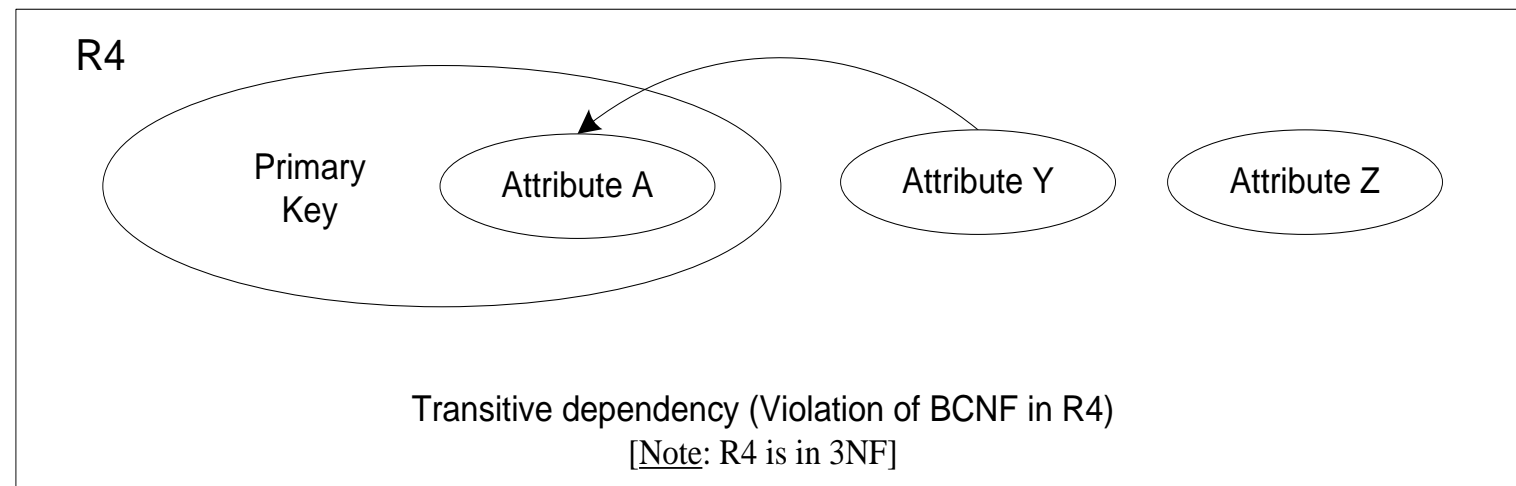 R4
Primary
Key
Attribute A
Attribute Y
Attribute Z
Transitive dependency (Violation of BCNF in R4)
[Note: R4 is in 3NF]